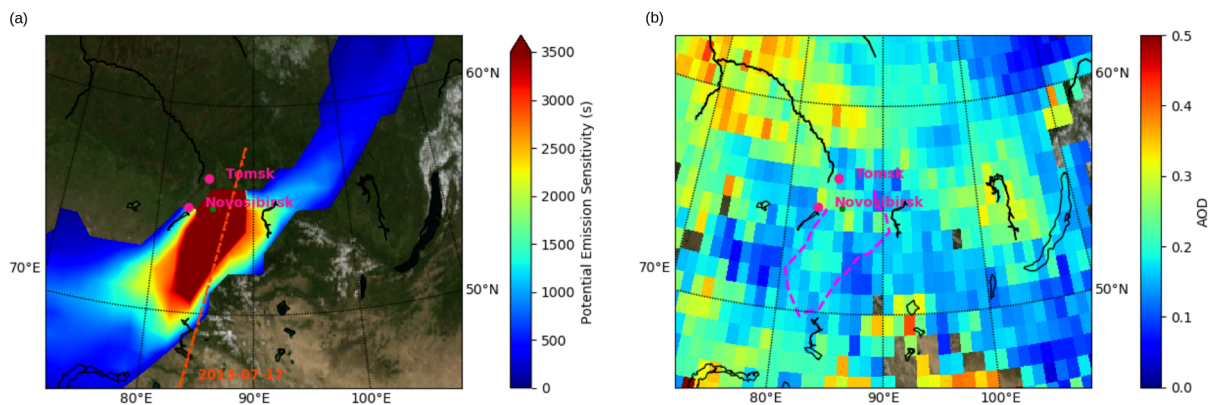 (a)
60°N
Tomsk
Novosibirsk
70°E
50°N
2013-07-17
80°E
90°E
100°E
3500
3000
2500
2000
1500
1000
500
0
Potential Emission Sensitivity (s)
(b)
60°N
Tomsk
Novosibirsk
70°E
50°N
80°E
90°E
100°E
0.5
0.4
0.3
0.2
0.1
0.0
AOD